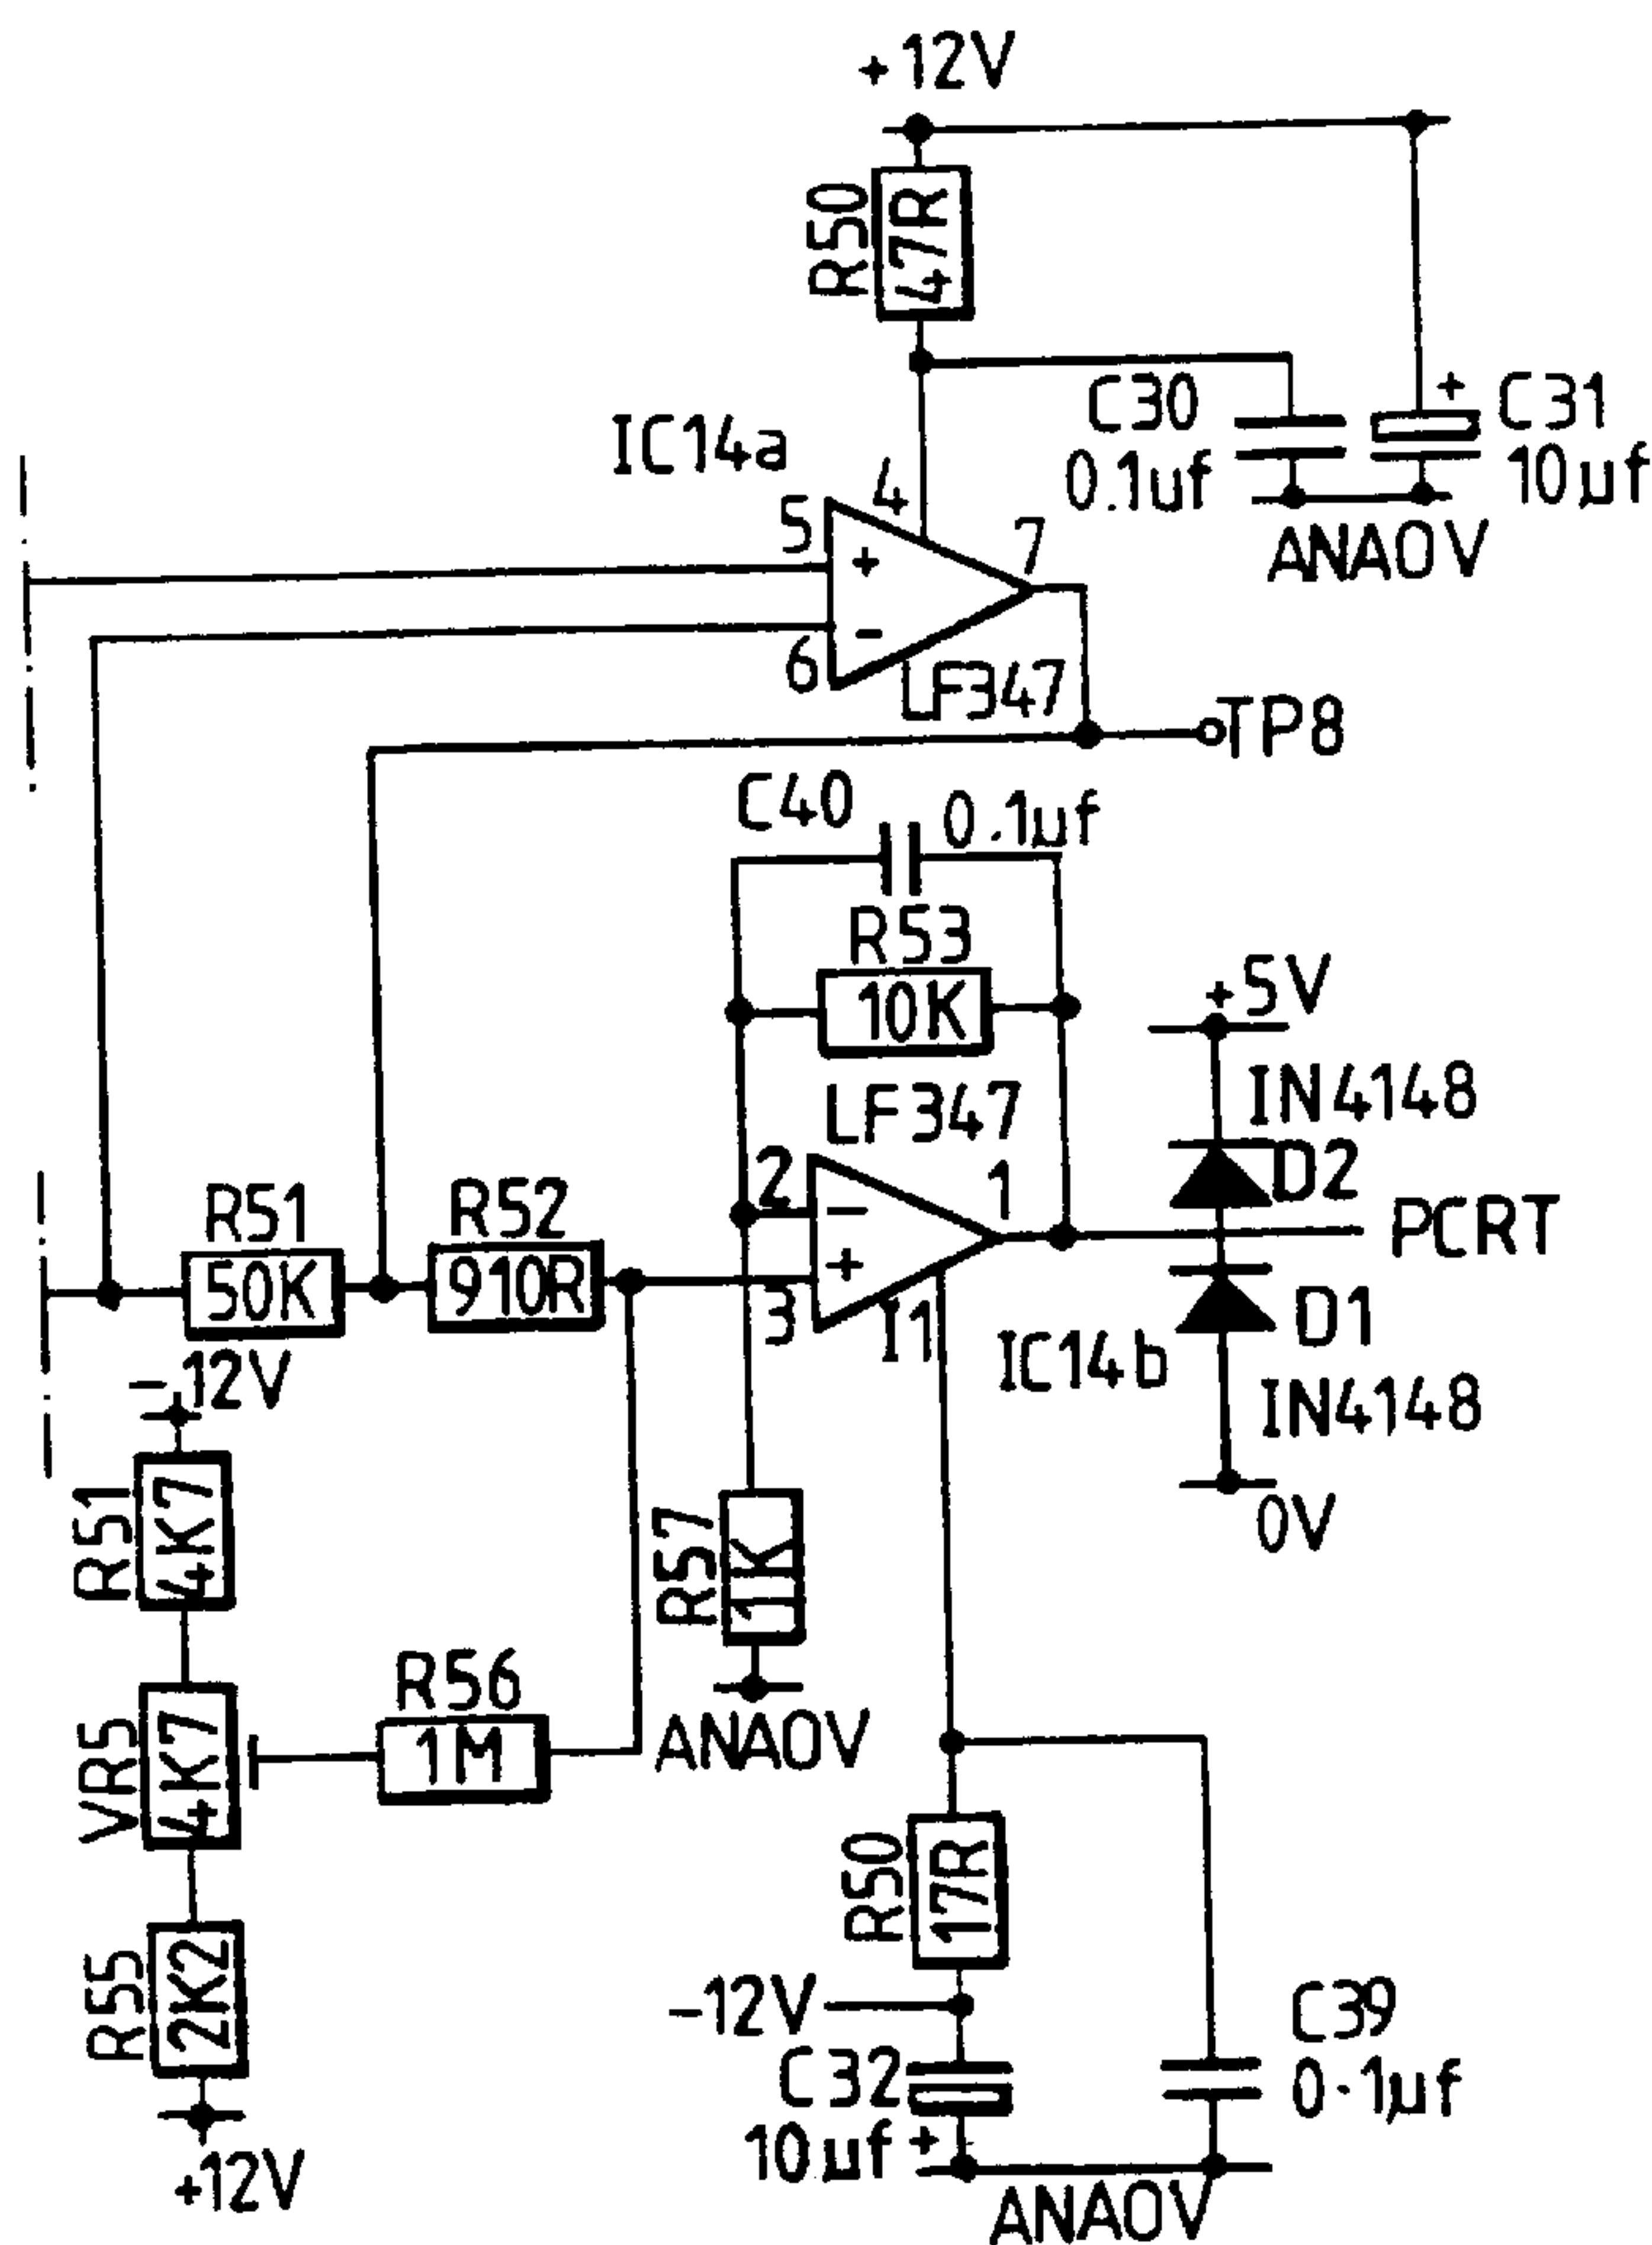 +12V
R50
47R
C30
0.1uf
+
C31
10µf
ANA0V
IC14a
5
4
7
+
-
6
LF347
TP8
C40
0.1µf
R53
10K
LF347
+5V
IN4148
D2
PCRT
D1
IN4148
0V
2
-
1
+
3
11
IC14b
R51
50K
R52
910R
-12V
R51
4K7
R57
1K
ANA0V
VR5
4K7
R56
1M
R55
2K2
+12V
R50
17R
-12V
C32
10µf +
C39
0.1µf
ANA0V